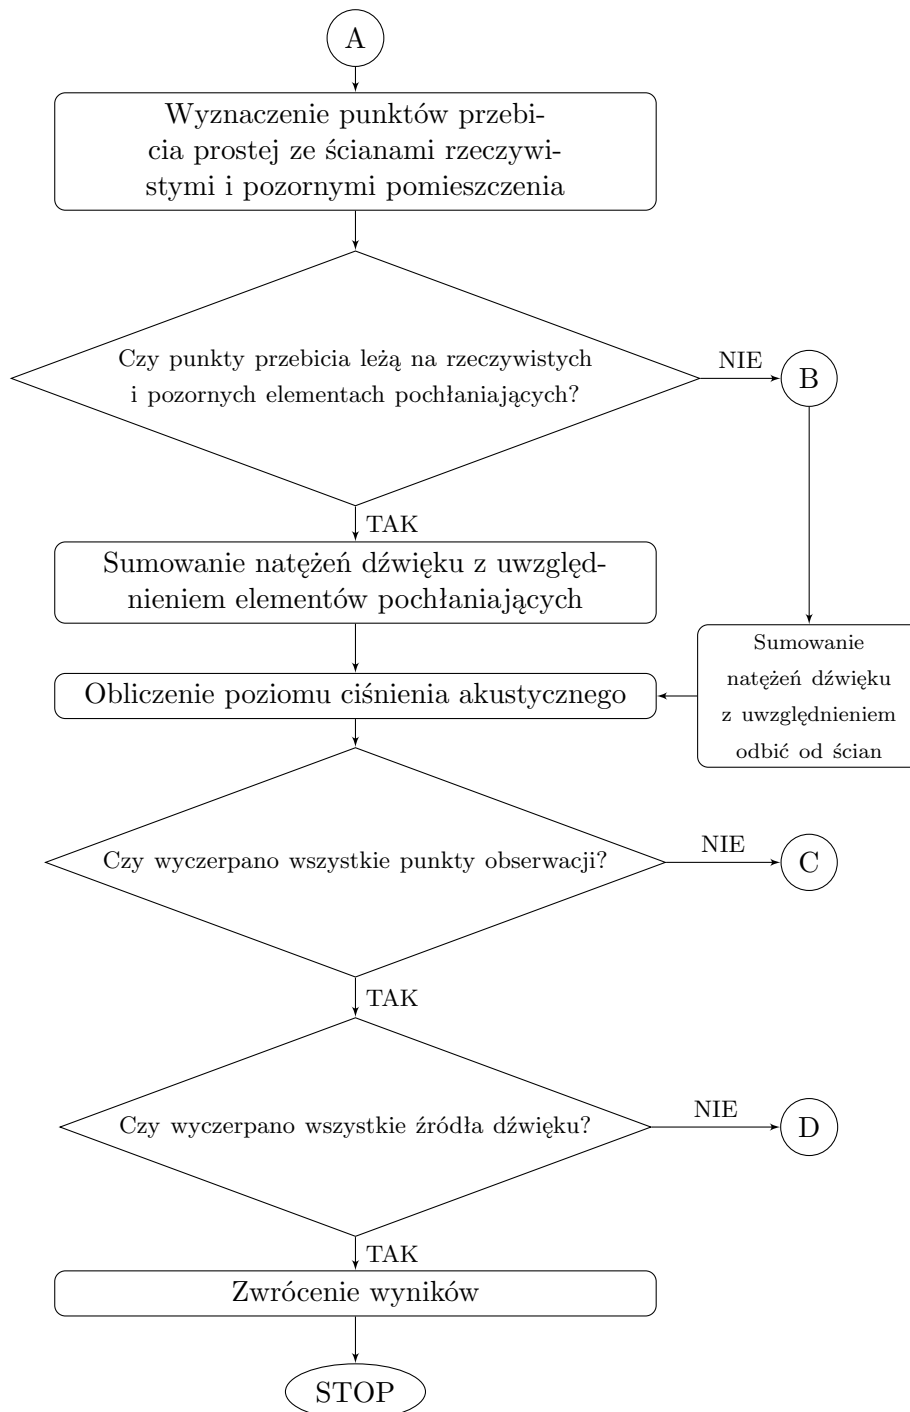 A
Wyznaczenie punktów przebi-
cia prostej ze ścianami rzeczywi-
stymi i pozornymi pomieszczenia
Czy punkty przebicia leżą na rzeczywistych
i pozornych elementach pochłaniających?
NIE
B
TAK
Sumowanie natężeń dźwięku z uwzględ-
nieniem elementów pochłaniających
Sumowanie
natężeń dźwięku
z uwzględnieniem
odbić od ścian
Obliczenie poziomu ciśnienia akustycznego
Czy wyczerpano wszystkie punkty obserwacji?
NIE
C
TAK
Czy wyczerpano wszystkie źródła dźwięku?
NIE
D
TAK
Zwrócenie wyników
STOP